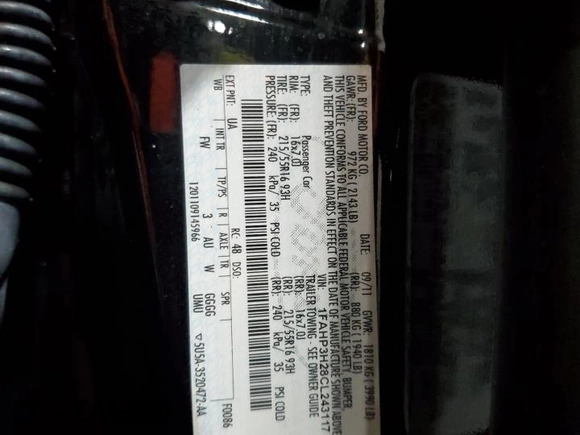 MFD. BY FORD MOTOR CO.
DATE: 09/11 GVWR: 1810 KG ( 3990 LB)
GAWR: (FR): 972 KG ( 2143 LB) (RR): 880 KG ( 1940 LB)
THIS VEHICLE CONFORMS TO ALL APPLICABLE FEDERAL MOTOR VEHICLE SAFETY, BUMPER
AND THEFT PREVENTION STANDARDS IN EFFECT ON THE DATE OF MANUFACTURE SHOWN ABOVE
1FAHP3H28CL243117
TYPE: Passenger Car TRAILER TOWING - SEE OWNER GUIDE
RIM: (FR): 16x7.0J (RR): 16x7.0J
TIRE: (FR): 215/55R16 93H (RR): 215/55R16 93H
PRESSURE: (FR): 240 kPa/ 35 PSI COLD (RR): 240 kPa/ 35 PSI COLD
EXT PNT: UA RC: 48 DSO: F0086
WB INT TR TP/PS R AXLE TR SPR
FW 3 AU W GGGG UMU
1201109145966 5U5A-3520472-AA